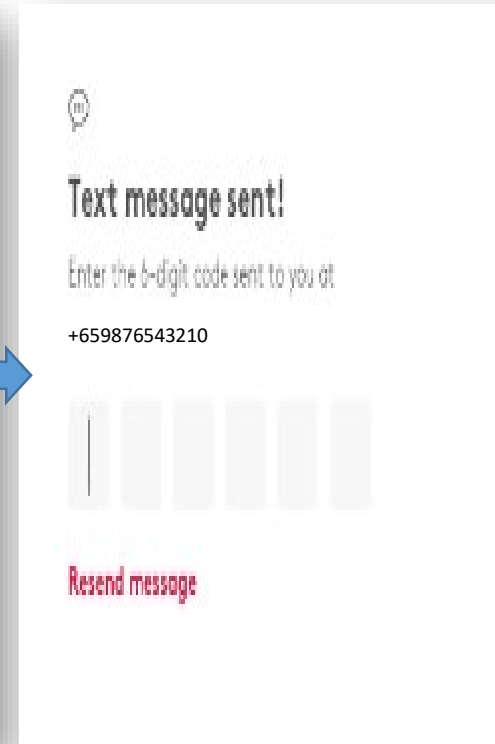 Text message sent!
Enter the 6-digit code sent to you at
+659876543210
Resend message